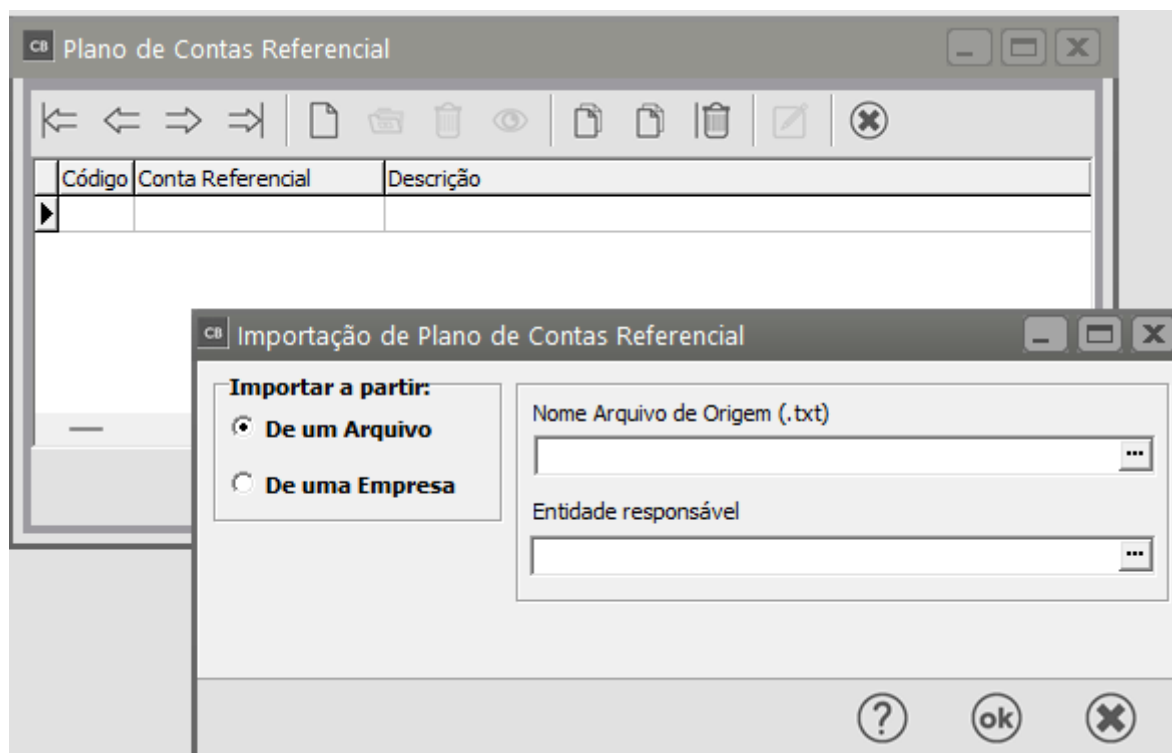 CB Plano de Contas Referencial
Código Conta Referencial Descrição
CB Importação de Plano de Contas Referencial
Importar a partir:
De um Arquivo
De uma Empresa
Nome Arquivo de Origem (.txt)
...
Entidade responsável
...
? ok